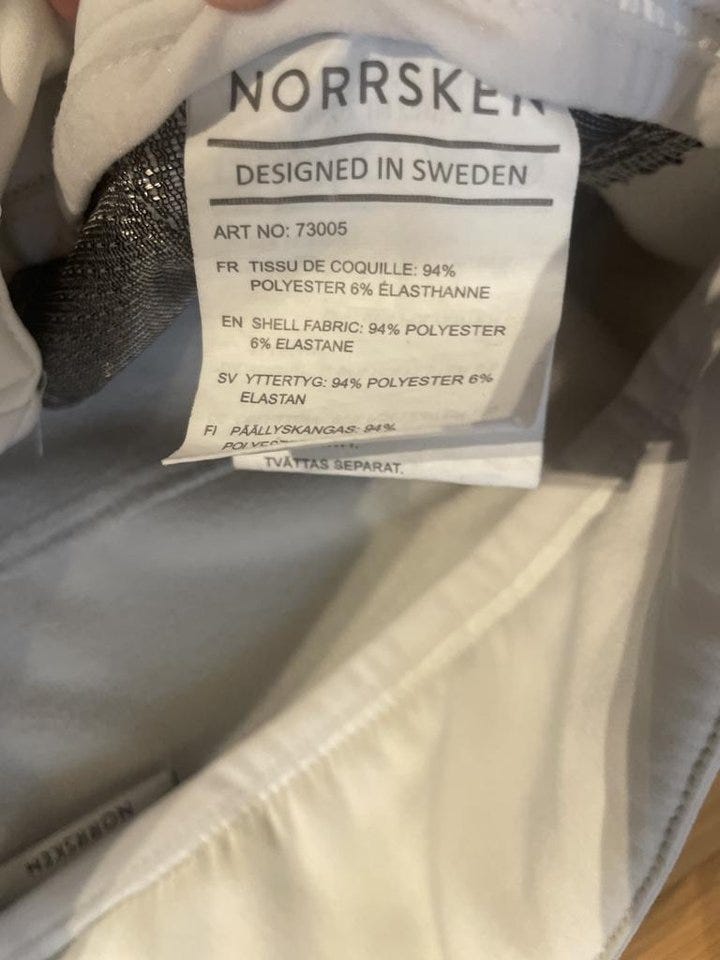 NORRSKEN
DESIGNED IN SWEDEN
ART NO: 73005
FR TISSU DE COQUILLE: 94%
POLYESTER 6% ÉLASTHANNE
EN SHELL FABRIC: 94% POLYESTER
6% ELASTANE
SV YTTERTYG: 94% POLYESTER 6%
ELASTAN
FI PÄÄLLYSKANGAS: 94%
TVÄTTAS SEPARAT.
NORRSKEN